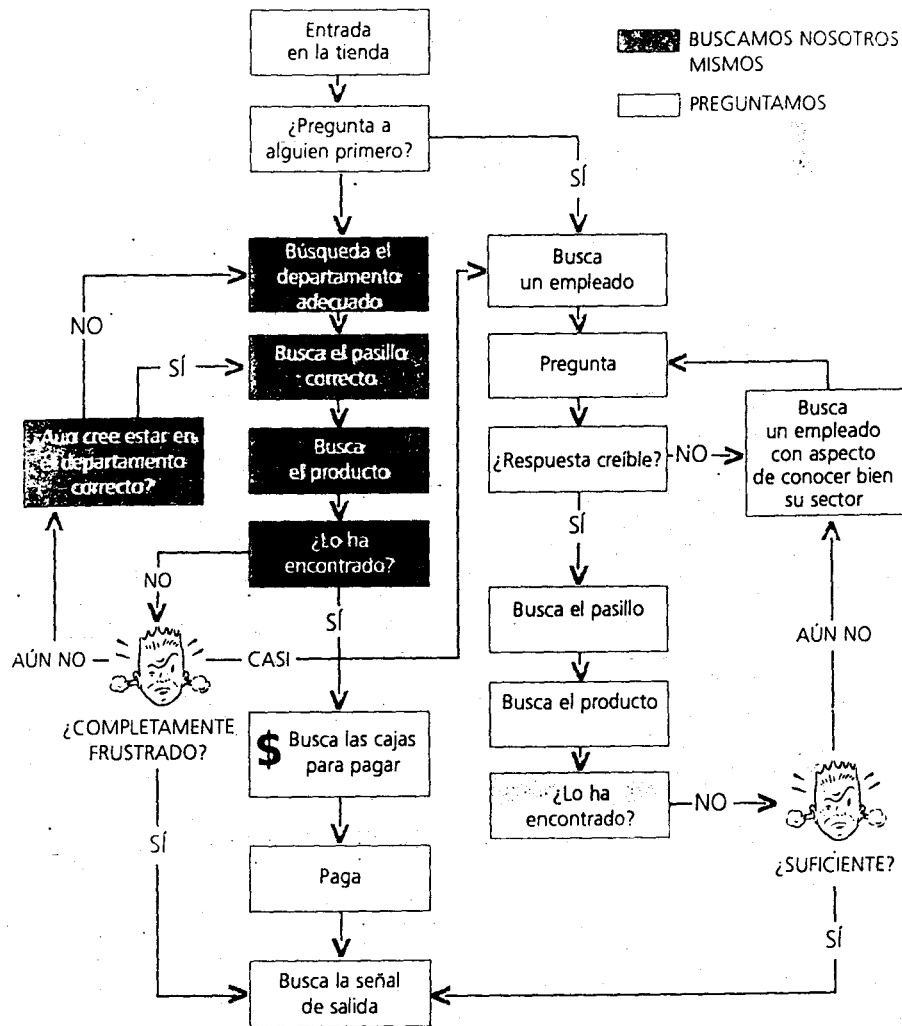 Entrada
en la tienda
BUSCAMOS NOSOTROS
MISMOS
PREGUNTAMOS
¿Pregunta a
alguien primero?
SÍ
Búsqueda el
departamento
adecuado
Busca
un empleado
NO
Busca el pasillo
correcto
SÍ
Pregunta
¿Aún cree estar en
el departamento
correcto?
Busca
el producto
¿Respuesta creíble?
NO
Busca
un empleado
con aspecto
de conocer bien
su sector
¿Lo ha
encontrado?
SÍ
NO
SÍ
Busca el pasillo
AÚN NO
CASI
AÚN NO
Busca el producto
¿COMPLETAMENTE
FRUSTRADO?
$ Busca las cajas
para pagar
¿Lo ha
encontrado?
NO
¿SUFICIENTE?
SÍ
Paga
SÍ
Busca la señal
de salida